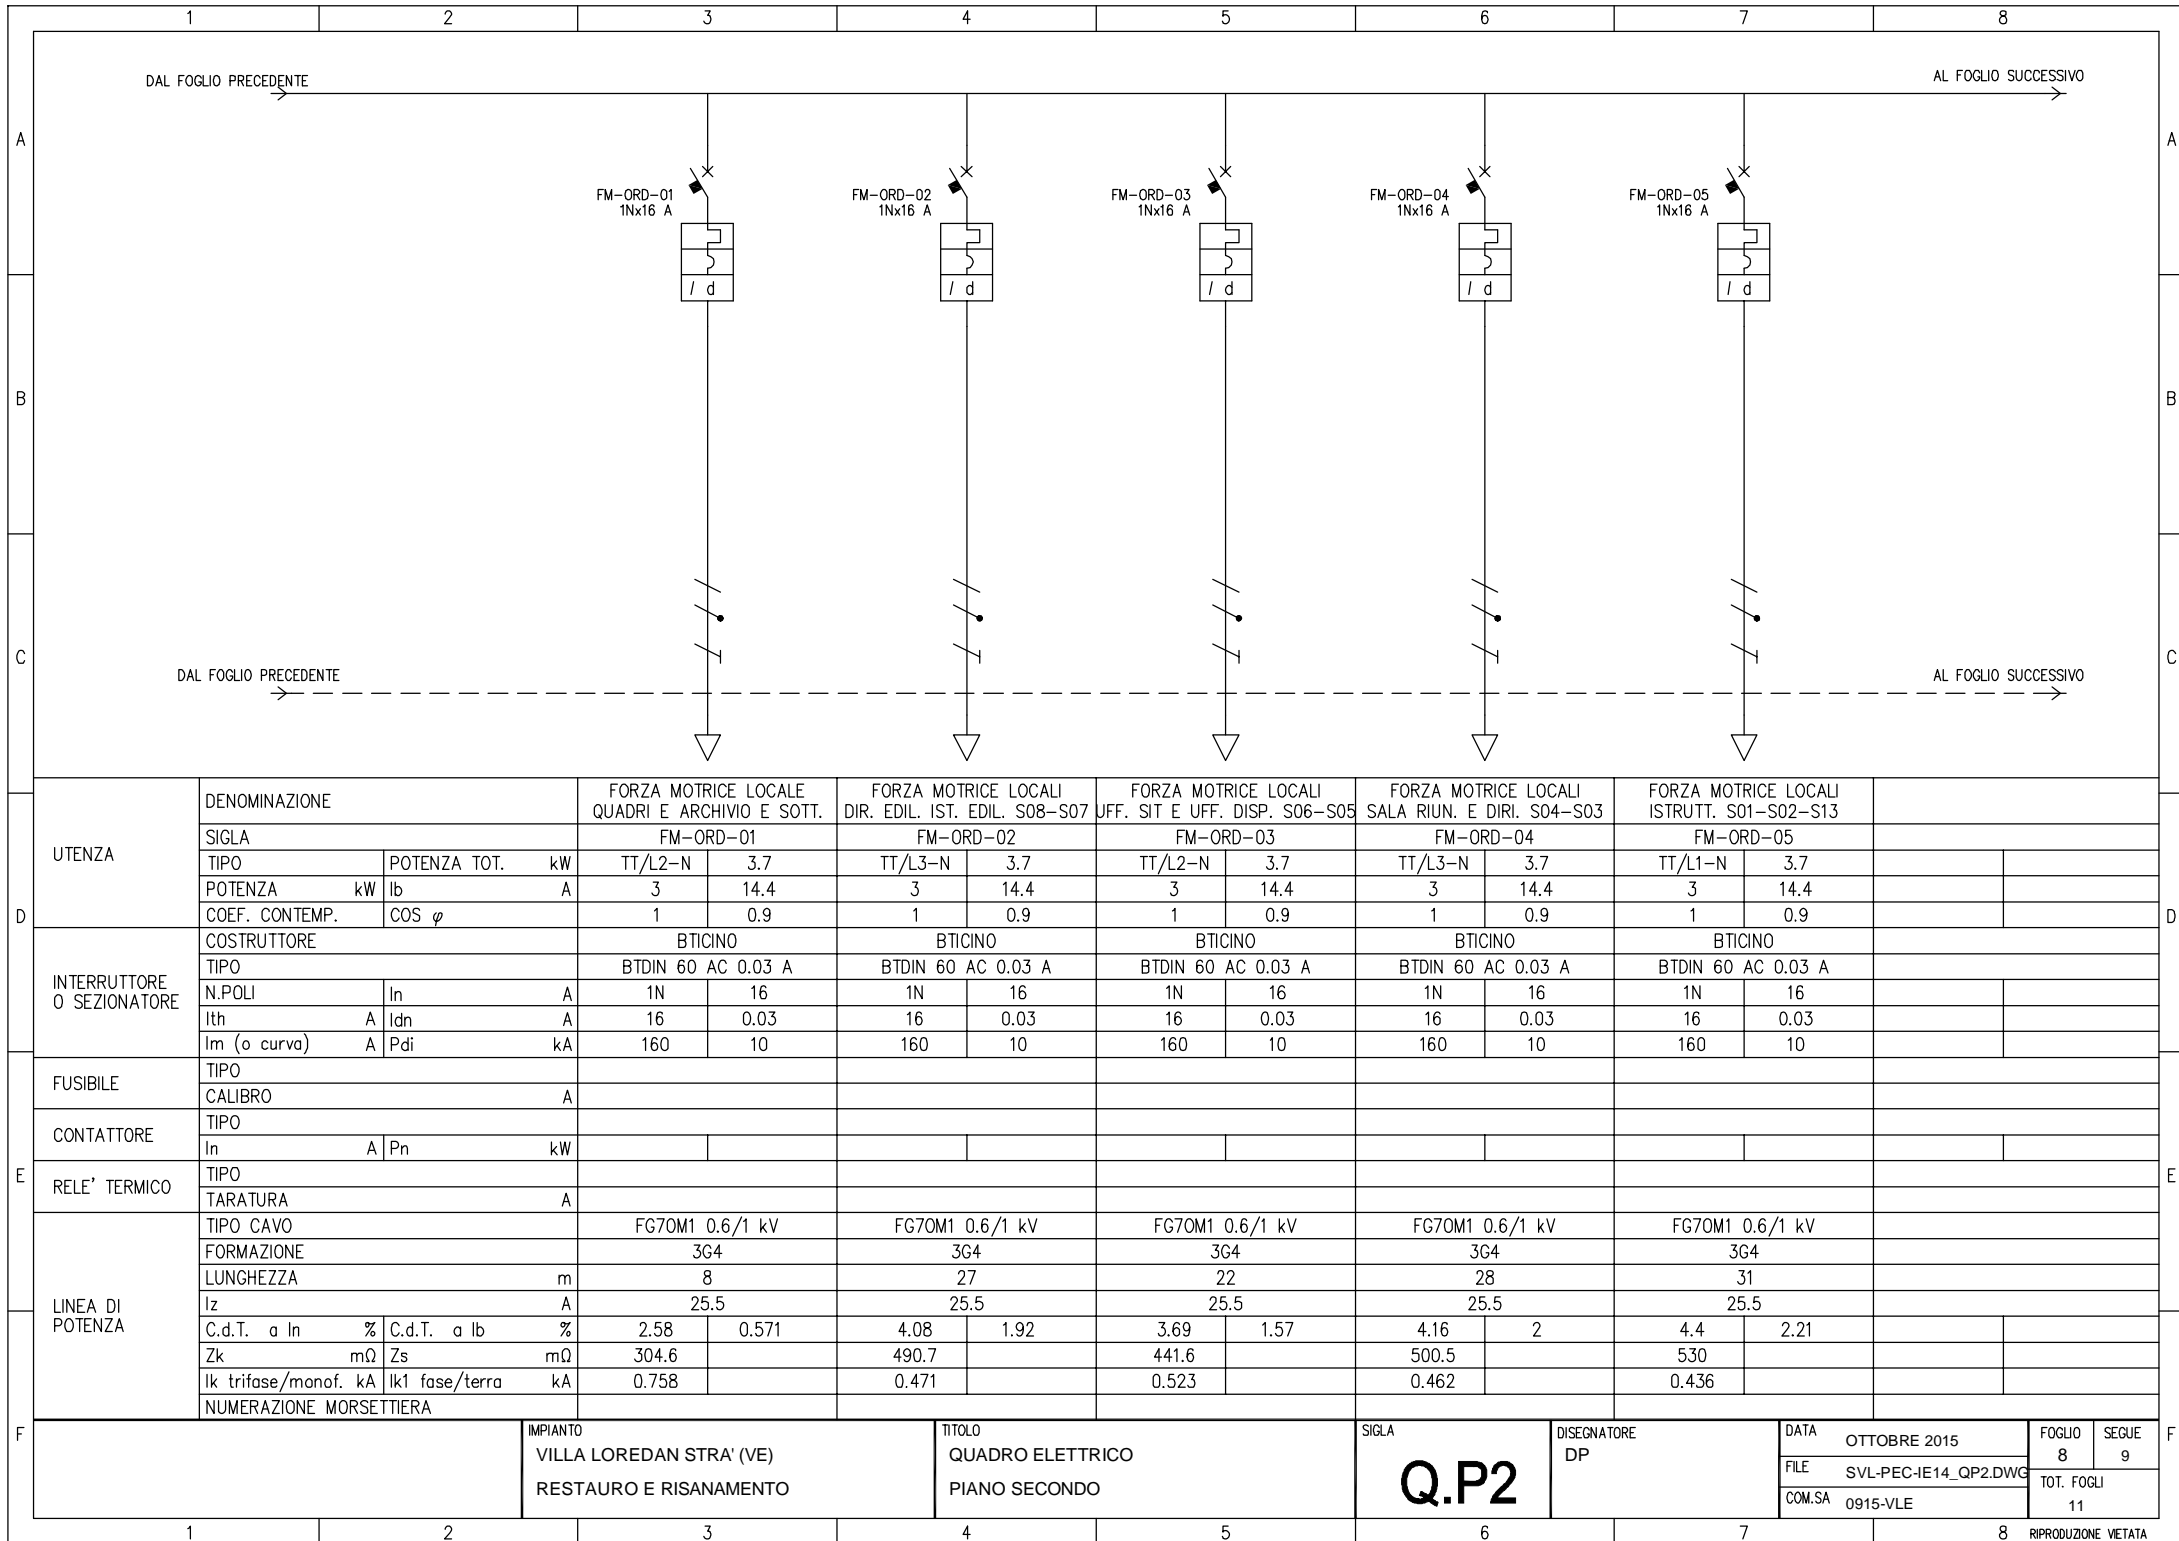 1 2 3 4 5 6 7 8
DAL FOGLIO PRECEDENTE
AL FOGLIO SUCCESSIVO
A A
FM-ORD-01 FM-ORD-02 FM-ORD-03 FM-ORD-04 FM-ORD-05
1Nx16 A 1Nx16 A 1Nx16 A 1Nx16 A 1Nx16 A
I d I d I d I d I d
B B
C C
DAL FOGLIO PRECEDENTE
AL FOGLIO SUCCESSIVO
UTENZA
DENOMINAZIONE
FORZA MOTRICE LOCALE
QUADRI E ARCHIVIO E SOTT.
FORZA MOTRICE LOCALI
DIR. EDIL. IST. EDIL. S08-S07
FORZA MOTRICE LOCALI
UFF. SIT E UFF. DISP. S06-S05
FORZA MOTRICE LOCALI
SALA RIUN. E DIRI. S04-S03
FORZA MOTRICE LOCALI
ISTRUTT. S01-S02-S13
SIGLA FM-ORD-01 FM-ORD-02 FM-ORD-03 FM-ORD-04 FM-ORD-05
TIPO POTENZA TOT. kW TT/L2-N 3.7 TT/L3-N 3.7 TT/L2-N 3.7 TT/L3-N 3.7 TT/L1-N 3.7
POTENZA kW Ib A 3 14.4 3 14.4 3 14.4 3 14.4 3 14.4
D D
COEF. CONTEMP. COS φ 1 0.9 1 0.9 1 0.9 1 0.9 1 0.9
INTERRUTTORE
O SEZIONATORE
COSTRUTTORE BTICINO BTICINO BTICINO BTICINO BTICINO
TIPO BTDIN 60 AC 0.03 A BTDIN 60 AC 0.03 A BTDIN 60 AC 0.03 A BTDIN 60 AC 0.03 A BTDIN 60 AC 0.03 A
N.POLI In A 1N 16 1N 16 1N 16 1N 16 1N 16
Ith A Idn A 16 0.03 16 0.03 16 0.03 16 0.03 16 0.03
Im (o curva) A Pdi kA 160 10 160 10 160 10 160 10 160 10
FUSIBILE
TIPO
CALIBRO A
CONTATTORE
TIPO
In A Pn kW
E E
RELE' TERMICO
TIPO
TARATURA A
LINEA DI
POTENZA
TIPO CAVO FG7OM1 0.6/1 kV FG7OM1 0.6/1 kV FG7OM1 0.6/1 kV FG7OM1 0.6/1 kV FG7OM1 0.6/1 kV
FORMAZIONE 3G4 3G4 3G4 3G4 3G4
LUNGHEZZA m 8 27 22 28 31
Iz A 25.5 25.5 25.5 25.5 25.5
C.d.T. a In % C.d.T. a Ib % 2.58 0.571 4.08 1.92 3.69 1.57 4.16 2 4.4 2.21
Zk mΩ Zs mΩ 304.6 490.7 441.6 500.5 530
Ik trifase/monof. kA Ik1 fase/terra kA 0.758 0.471 0.523 0.462 0.436
NUMERAZIONE MORSETTIERA
F F
IMPIANTO
VILLA LOREDAN STRA' (VE)
RESTAURO E RISANAMENTO
TITOLO
QUADRO ELETTRICO
PIANO SECONDO
SIGLA
Q.P2
DISEGNATORE
DP
DATA OTTOBRE 2015
FILE SVL-PEC-IE14_QP2.DWG
COM.SA 0915-VLE
FOGLIO SEGUE
8 9
TOT. FOGLI
11
1 2 3 4 5 6 7 8
RIPRODUZIONE VIETATA